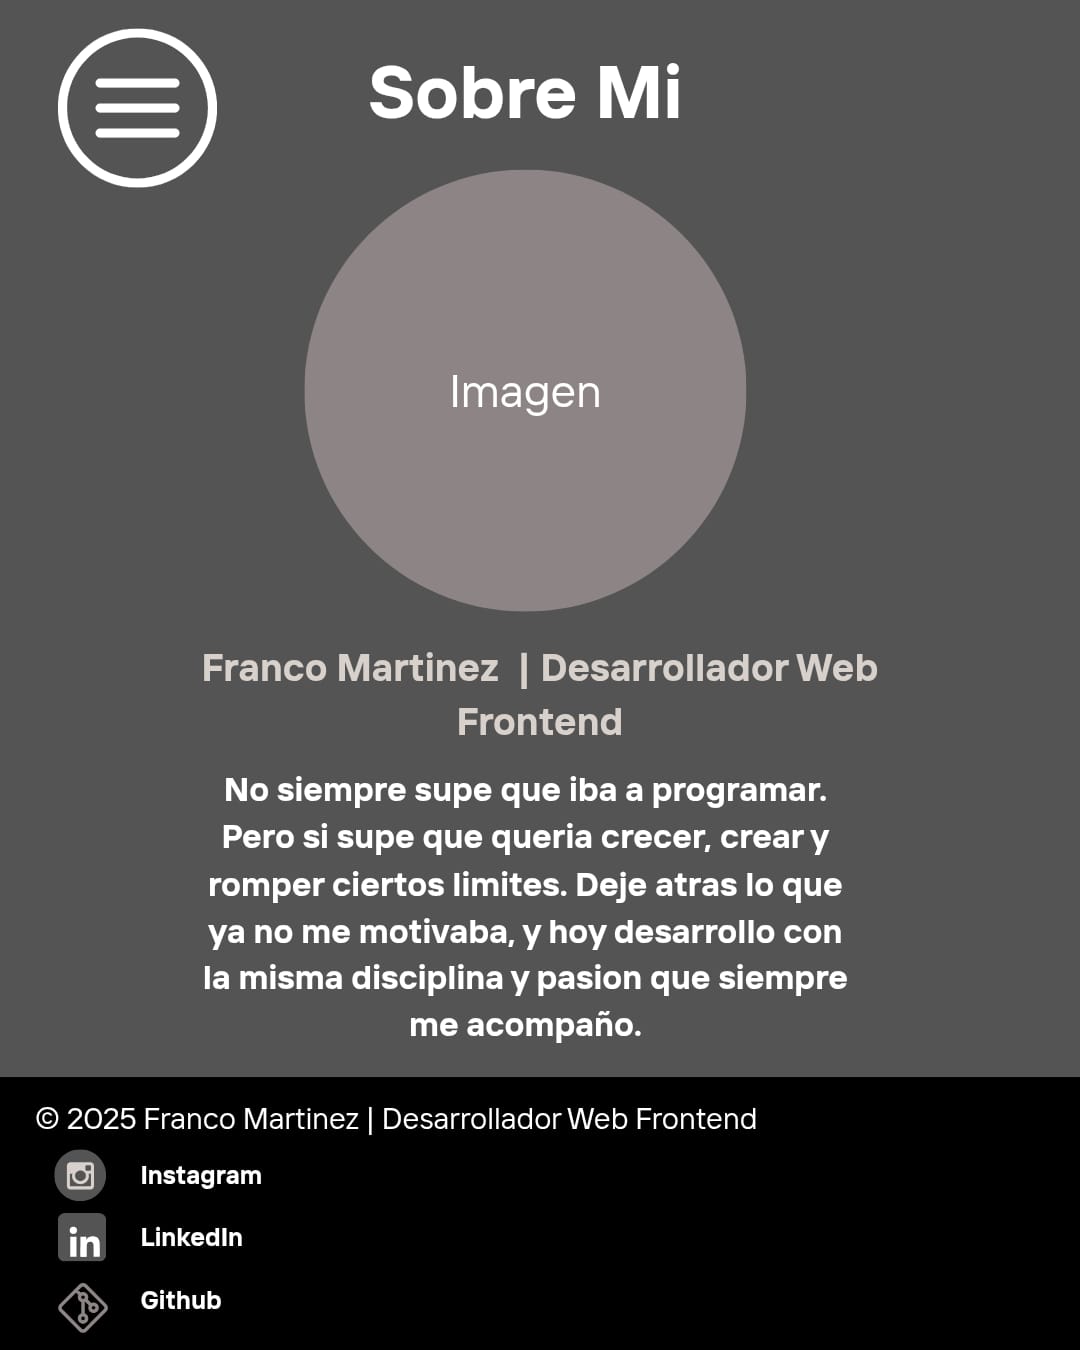 Sobre Mi
Imagen
Franco Martinez | Desarrollador Web
Frontend
No siempre supe que iba a programar.
Pero si supe que queria crecer, crear y
romper ciertos limites. Deje atras lo que
ya no me motivaba, y hoy desarrollo con
la misma disciplina y pasion que siempre
me acompaño.
© 2025 Franco Martinez | Desarrollador Web Frontend
Instagram
in
LinkedIn
Github